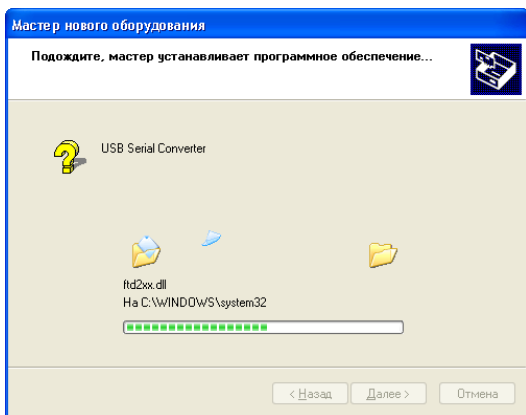 Мастер нового оборудования
Подождите, мастер устанавливает программное обеспечение...
USB Serial Converter
ftd2xx.dll
На C:\WINDOWS\system32
< Назад
Далее >
Отмена